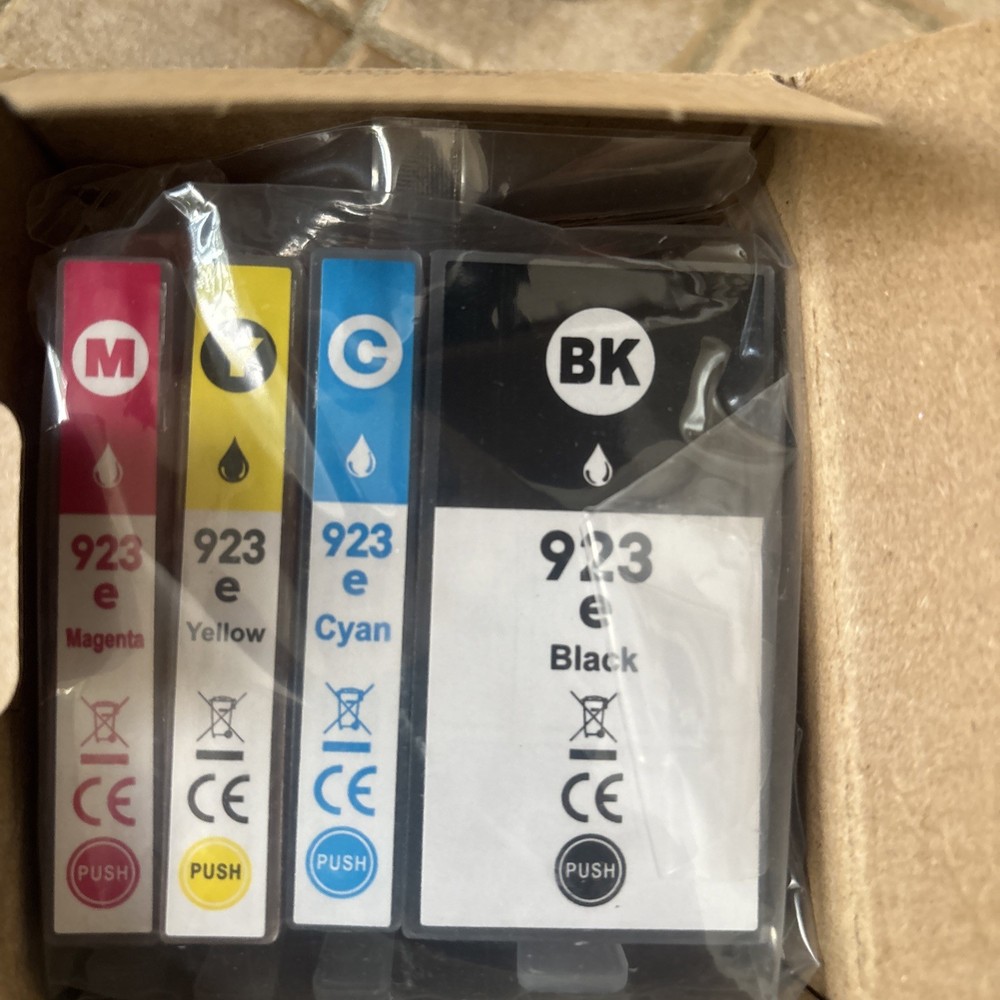 M
923
e
Magenta
CE
PUSH
Y
923
e
Yellow
CE
PUSH
C
923
e
Cyan
CE
PUSH
BK
923
e
Black
CE
PUSH